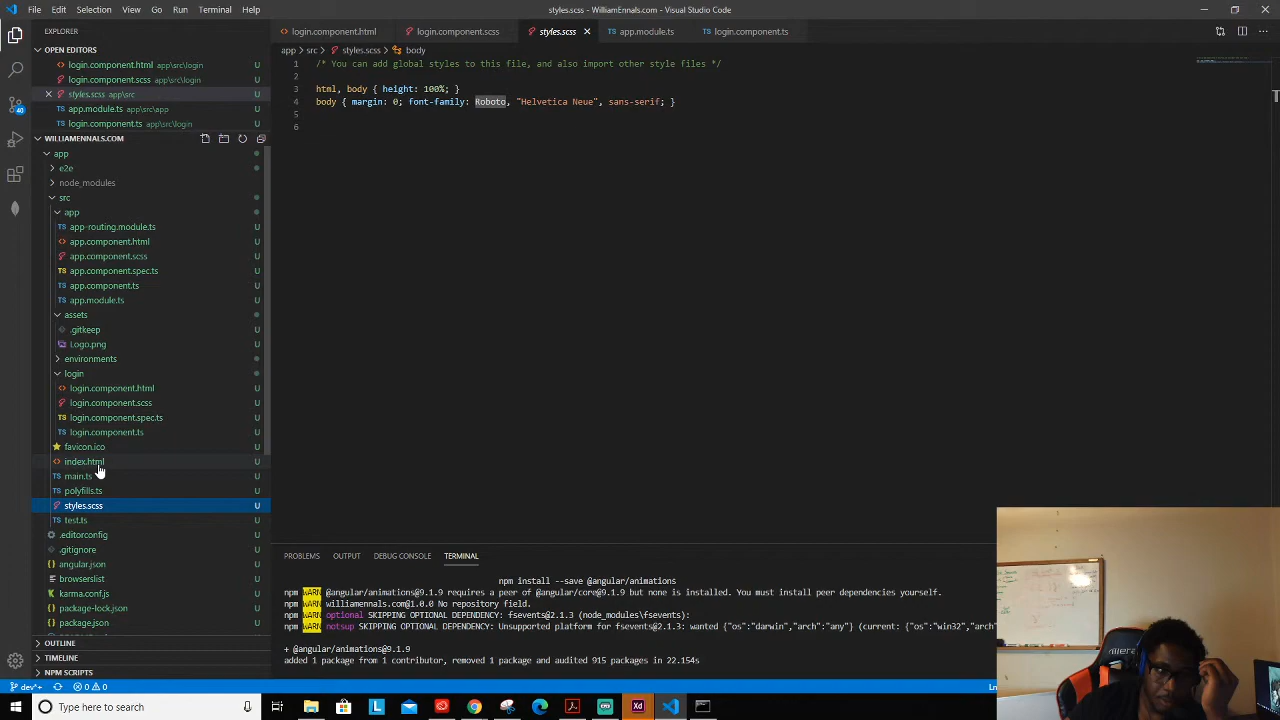 File Edit Selection View Go Run Terminal Help
styles.scss - WilliamEnnals.com - Visual Studio Code
EXPLORER
OPEN EDITORS
login.component.html app\src\login
login.component.scss app\src\login
styles.scss app\src
app.module.ts app\src\app
login.component.ts app\src\login
WILLIAMENNALS.COM
app
e2e
node_modules
src
app
app-routing.module.ts U
app.component.html U
app.component.scss U
app.component.spec.ts U
app.component.ts U
app.module.ts U
assets
.gitkeep U
Logo.png U
environments
login
login.component.html U
login.component.scss U
login.component.spec.ts U
login.component.ts U
favicon.ico U
index.html U
main.ts U
polyfills.ts U
styles.scss U
test.ts U
.editorconfig U
.gitignore U
angular.json U
browserslist U
karma.conf.js U
package-lock.json U
package.json U
OUTLINE
TIMELINE
NPM SCRIPTS
login.component.html login.component.scss styles.scss app.module.ts login.component.ts
app > src > styles.scss > body
1 /* You can add global styles to this file, and also import other style files */
2
3 html, body { height: 100%; }
4 body { margin: 0; font-family: Roboto, "Helvetica Neue", sans-serif; }
5
6
PROBLEMS OUTPUT DEBUG CONSOLE TERMINAL
npm install --save @angular/animations
npm WARN @angular/animations@9.1.9 requires a peer of @angular/core@9.1.9 but none is installed. You must install peer dependencies yourself.
npm WARN williamennals.com@1.0.0 No repository field.
npm WARN optional SKIPPING OPTIONAL DEPENDENCY: fsevents@2.1.3 (node_modules\fsevents):
npm WARN notsup SKIPPING OPTIONAL DEPENDENCY: Unsupported platform for fsevents@2.1.3: wanted {"os":"darwin","arch":"any"} (current: {"os":"win32","arch
+ @angular/animations@9.1.9
added 1 package from 1 contributor, removed 1 package and audited 915 packages in 22.154s
40
dev*+ 0 0 Ln
Type here to search
L
Xd